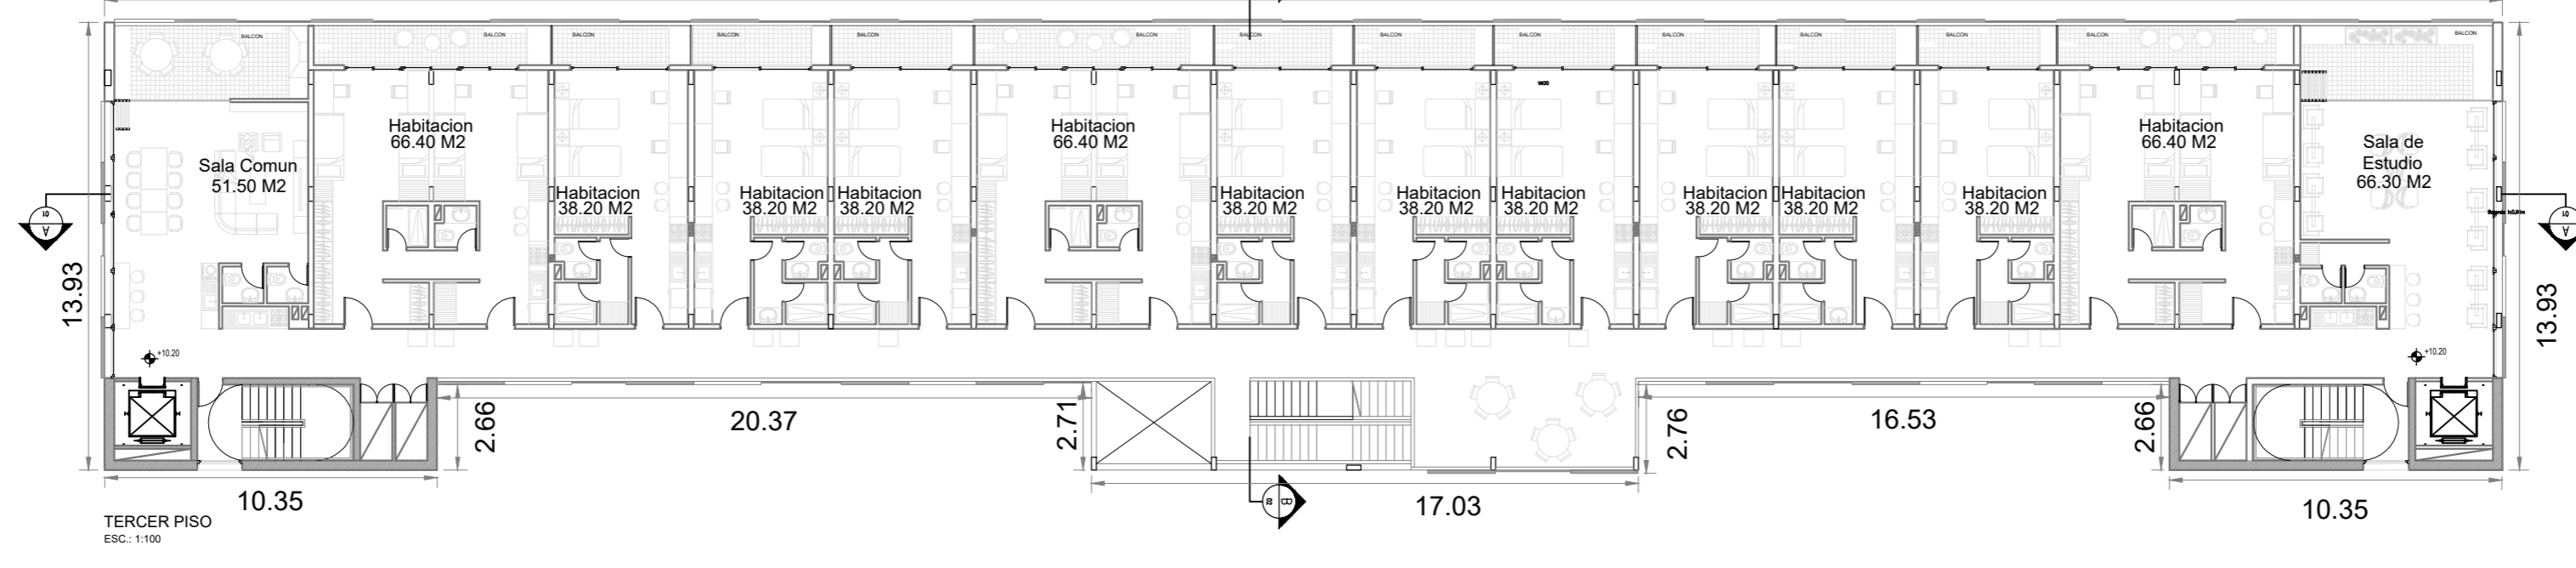 BALCON
BALCON
BALCON
BALCON
BALCON
BALCON
BALCON
BALCON
BALCON
BALCON
BALCON
BALCON
BALCON
BALCON
Sala Comun
51.50 M2
Habitacion
66.40 M2
Habitacion
38.20 M2
Habitacion
38.20 M2
Habitacion
38.20 M2
Habitacion
66.40 M2
Habitacion
38.20 M2
Habitacion
38.20 M2
Habitacion
38.20 M2
Habitacion
38.20 M2
Habitacion
38.20 M2
Habitacion
38.20 M2
Habitacion
66.40 M2
Sala de
Estudio
66.30 M2
01
A
01
A
13.93
13.93
+10.20
+10.20
2.66
20.37
2.71
2.76
16.53
2.66
10.35
02
B
17.03
10.35
TERCER PISO
ESC.: 1:100